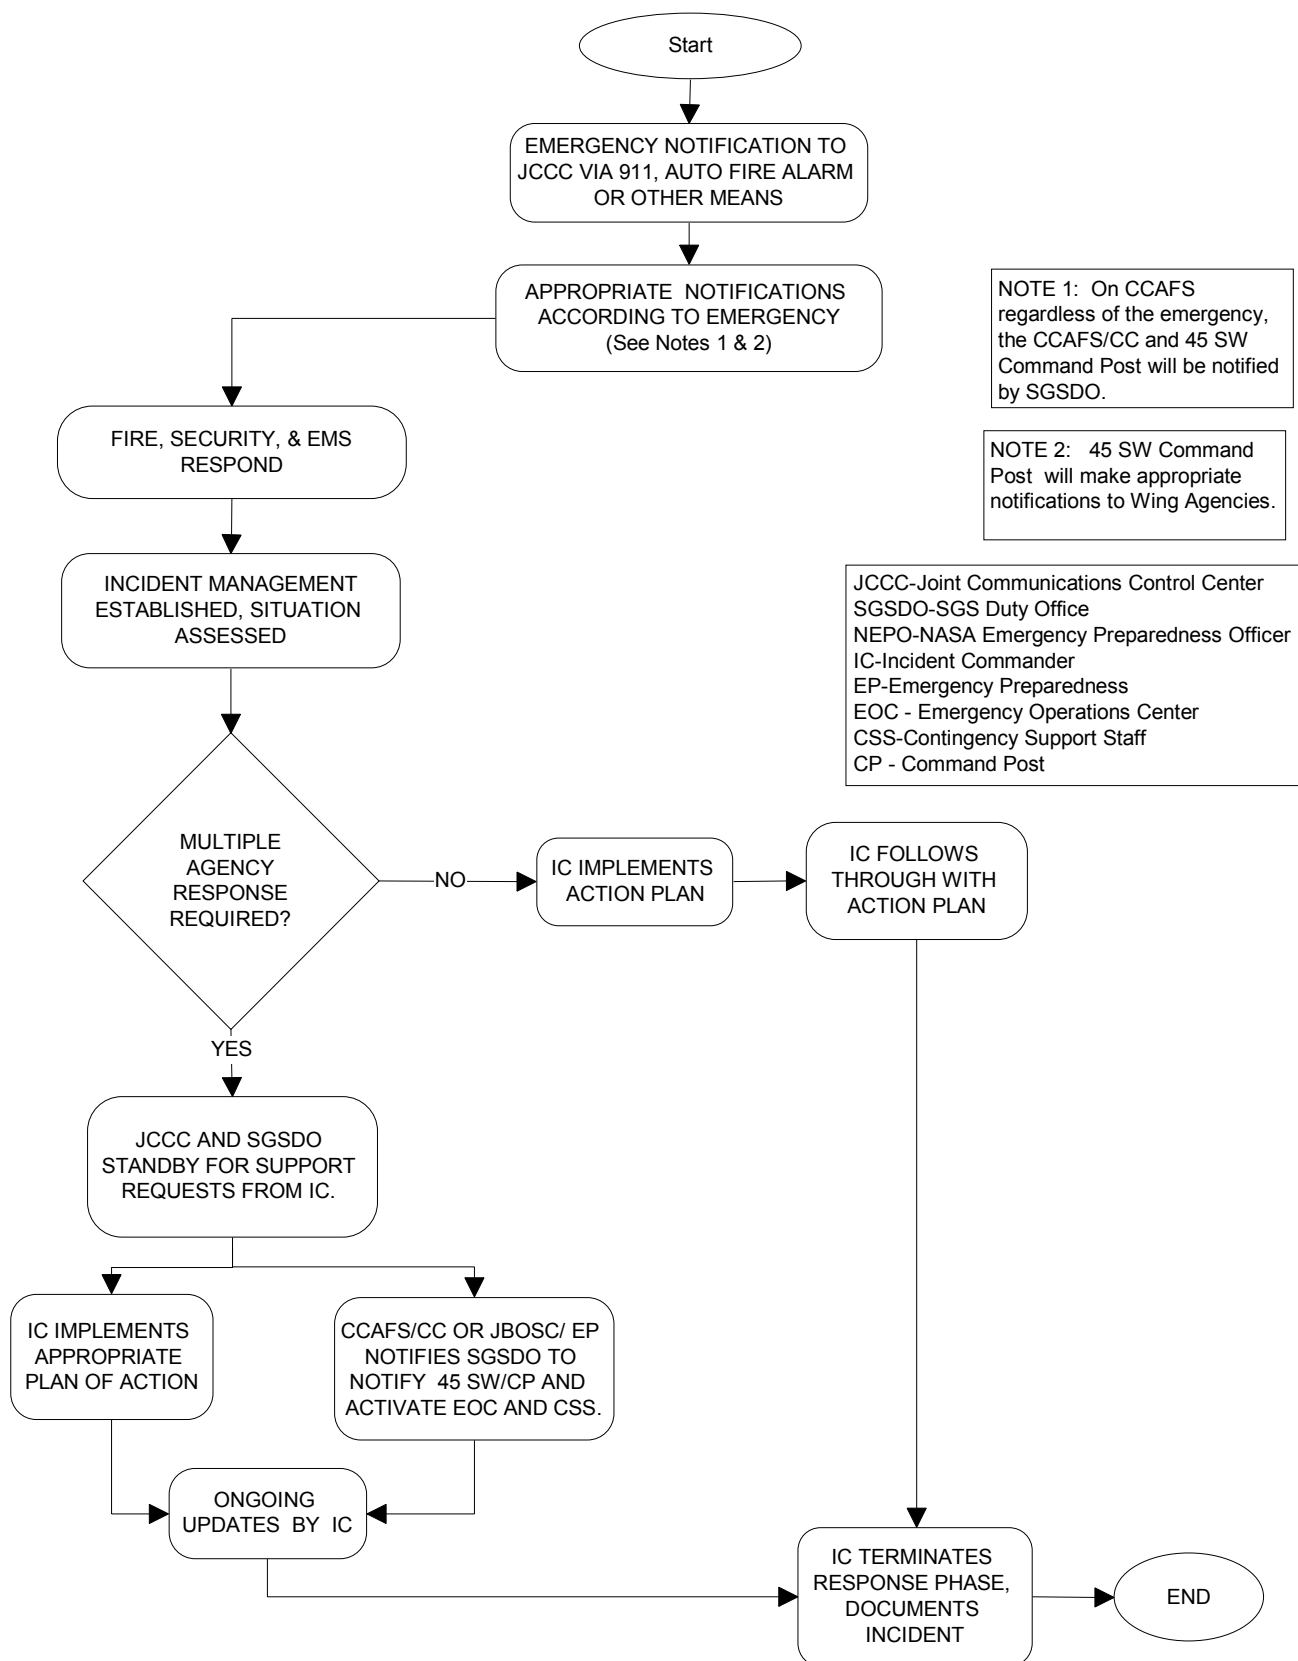 Start
EMERGENCY NOTIFICATION TO
JCCC VIA 911, AUTO FIRE ALARM
OR OTHER MEANS
APPROPRIATE NOTIFICATIONS
ACCORDING TO EMERGENCY
(See Notes 1 & 2)
NOTE 1: On CCAFS
regardless of the emergency,
the CCAFS/CC and 45 SW
Command Post will be notified
by SGSDO.
FIRE, SECURITY, & EMS
RESPOND
NOTE 2: 45 SW Command
Post will make appropriate
notifications to Wing Agencies.
INCIDENT MANAGEMENT
ESTABLISHED, SITUATION
ASSESSED
JCCC-Joint Communications Control Center
SGSDO-SGS Duty Office
NEPO-NASA Emergency Preparedness Officer
IC-Incident Commander
EP-Emergency Preparedness
EOC - Emergency Operations Center
CSS-Contingency Support Staff
CP - Command Post
MULTIPLE
AGENCY
RESPONSE
REQUIRED?
NO
IC IMPLEMENTS
ACTION PLAN
IC FOLLOWS
THROUGH WITH
ACTION PLAN
YES
JCCC AND SGSDO
STANDBY FOR SUPPORT
REQUESTS FROM IC.
IC IMPLEMENTS
APPROPRIATE
PLAN OF ACTION
CCAFS/CC OR JBOSC/ EP
NOTIFIES SGSDO TO
NOTIFY 45 SW/CP AND
ACTIVATE EOC AND CSS.
ONGOING
UPDATES BY IC
IC TERMINATES
RESPONSE PHASE,
DOCUMENTS
INCIDENT
END